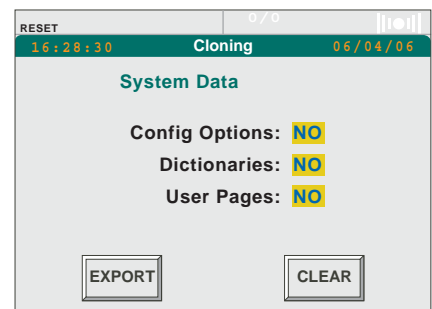 0/0
RESET
16:28:30 Cloning 06/04/06
System Data
Config Options: NO
Dictionaries: NO
User Pages: NO
EXPORT CLEAR